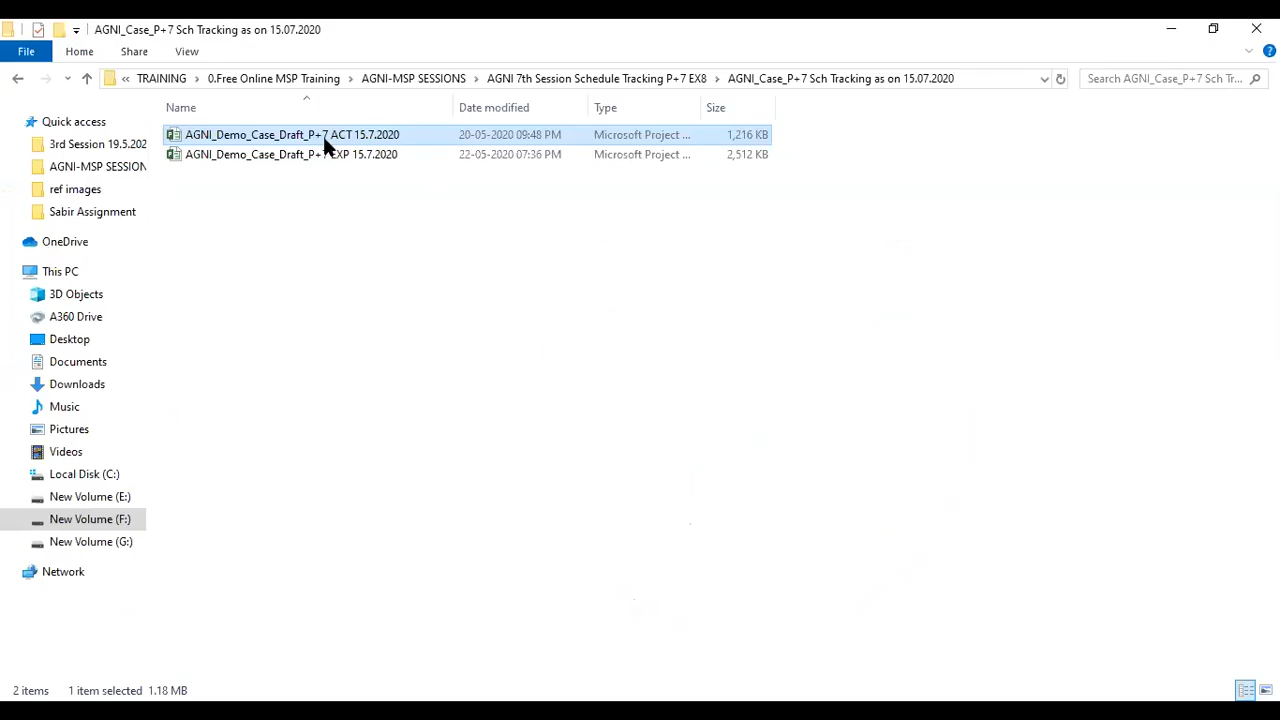 AGNI_Case_P+7 Sch Tracking as on 15.07.2020
File Home Share View
« TRAINING › 0.Free Online MSP Training › AGNI-MSP SESSIONS › AGNI 7th Session Schedule Tracking P+7 EX8 › AGNI_Case_P+7 Sch Tracking as on 15.07.2020
Search AGNI_Case_P+7 Sch Tr...
Name Date modified Type Size
AGNI_Demo_Case_Draft_P+7 ACT 15.7.2020 20-05-2020 09:48 PM Microsoft Project ... 1,216 KB
AGNI_Demo_Case_Draft_P+7 EXP 15.7.2020 22-05-2020 07:36 PM Microsoft Project ... 2,512 KB
Quick access
3rd Session 19.5.202
AGNI-MSP SESSION
ref images
Sabir Assignment
OneDrive
This PC
3D Objects
A360 Drive
Desktop
Documents
Downloads
Music
Pictures
Videos
Local Disk (C:)
New Volume (E:)
New Volume (F:)
New Volume (G:)
Network
2 items 1 item selected 1.18 MB